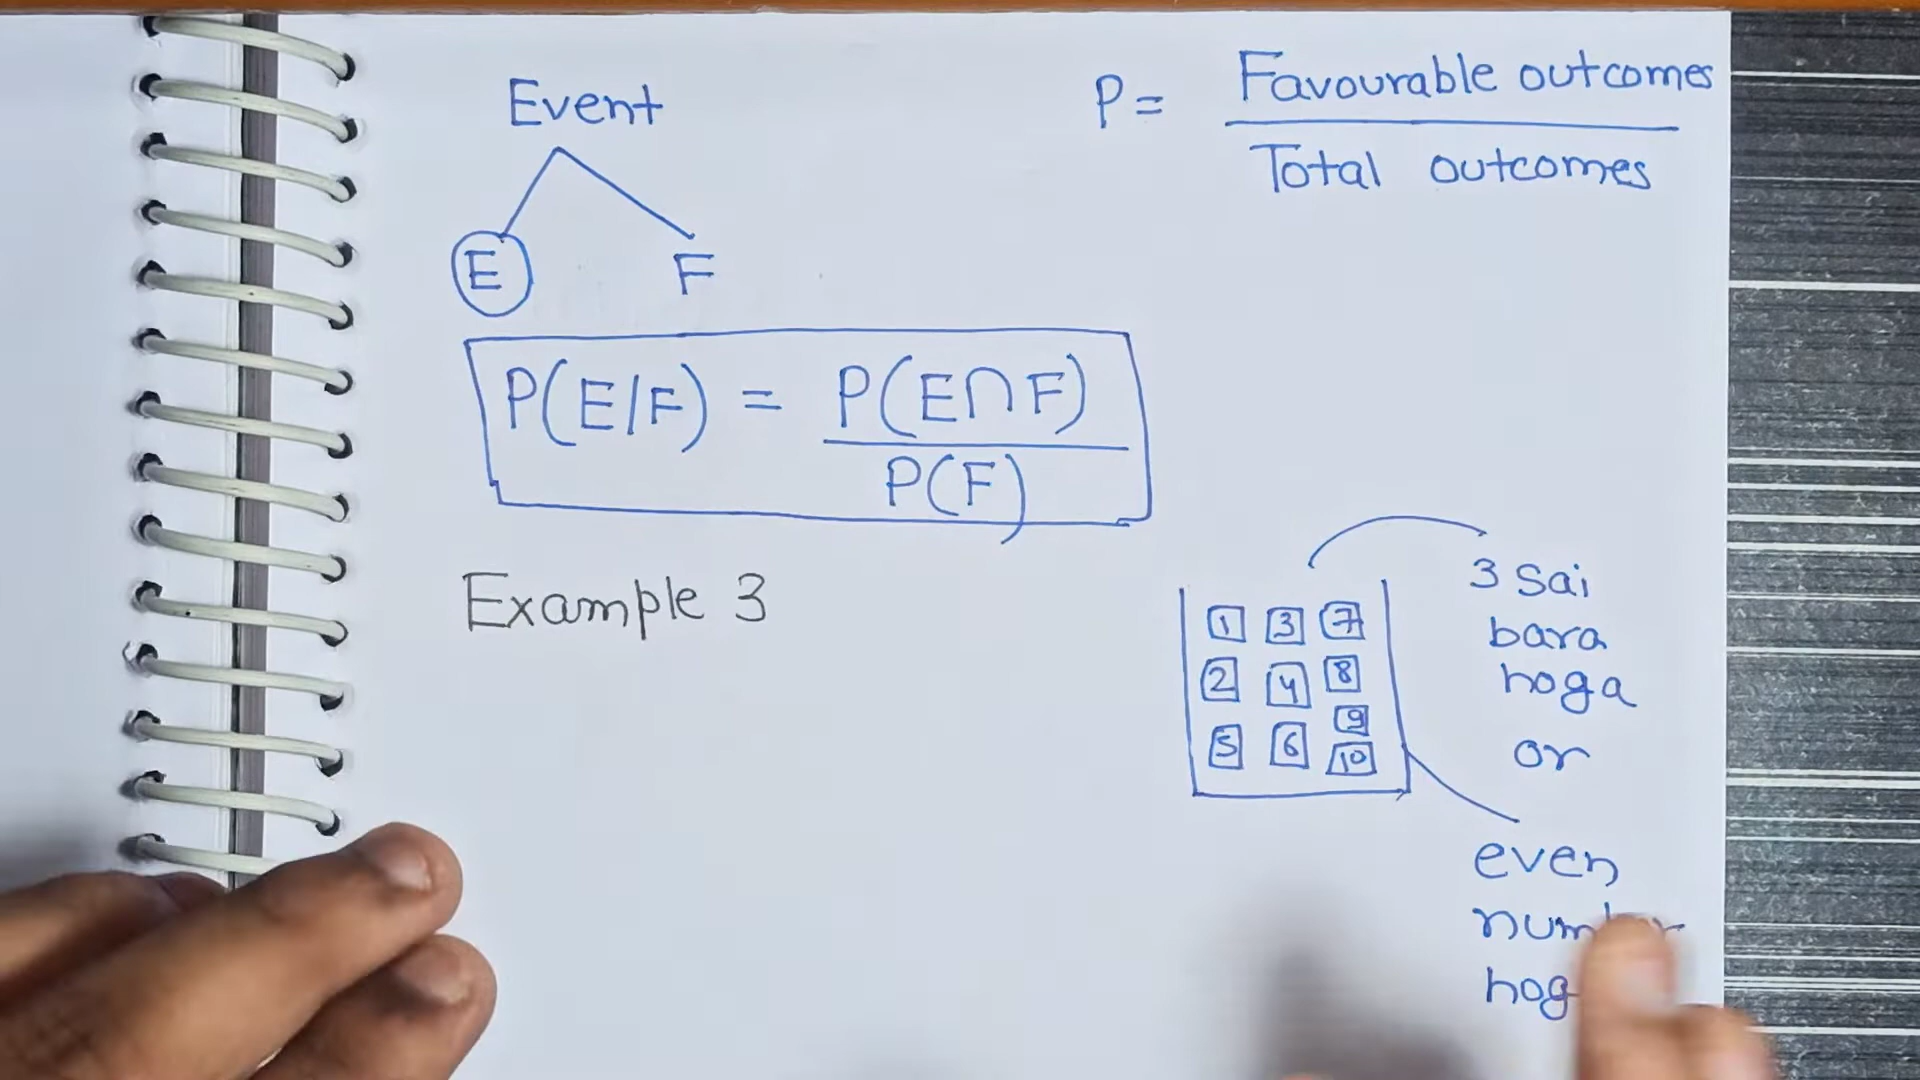 Event
P = Favourable outcomes
Total outcomes
E F
P(E/F) = P(E∩F)
P(F)
Example 3
1 3 7
2 4 8
9
5 6 10
3 Sai
bara
hoga
or
even